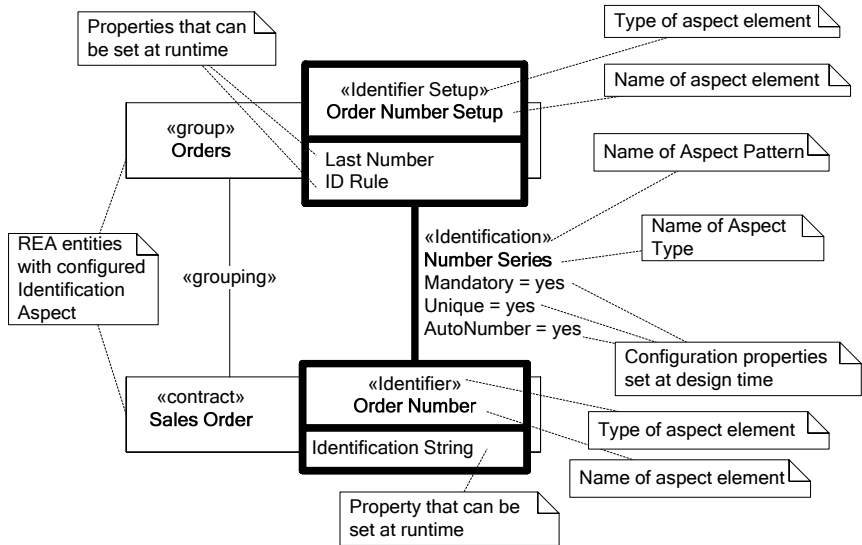 Properties that can
be set at runtime
Type of aspect element
«Identifier Setup»
Order Number Setup
Name of aspect element
«group»
Orders
Last Number
ID Rule
Name of Aspect Pattern
REA entities
with configured
Identification
Aspect
«grouping»
«Identification»
Number Series
Mandatory = yes
Unique = yes
AutoNumber = yes
Name of Aspect
Type
Configuration properties
set at design time
«contract»
Sales Order
«Identifier»
Order Number
Identification String
Type of aspect element
Name of aspect element
Property that can be
set at runtime